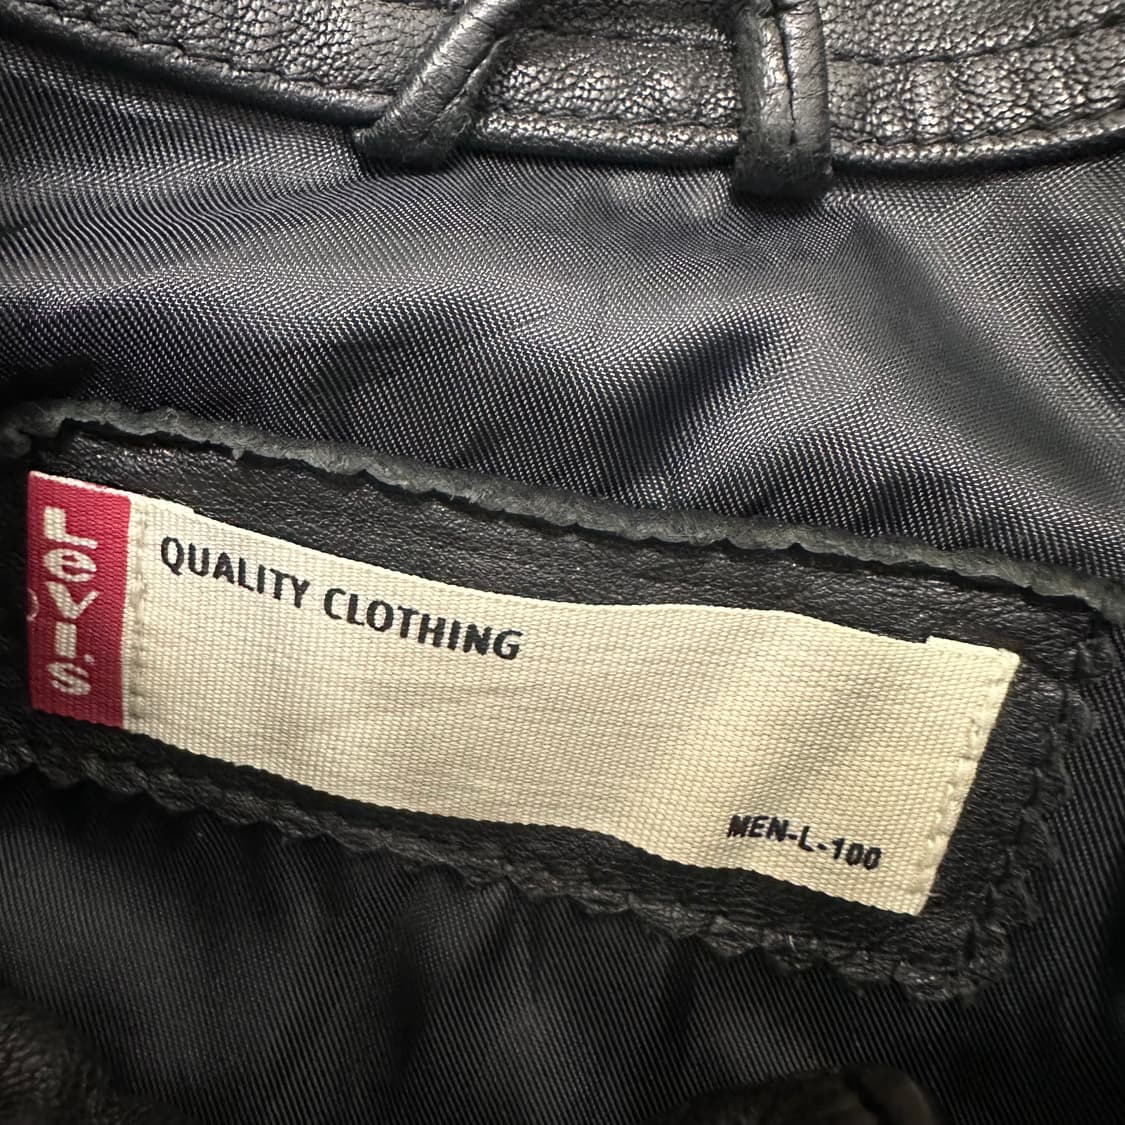 Levi's.
QUALITY CLOTHING
MEN-L-100